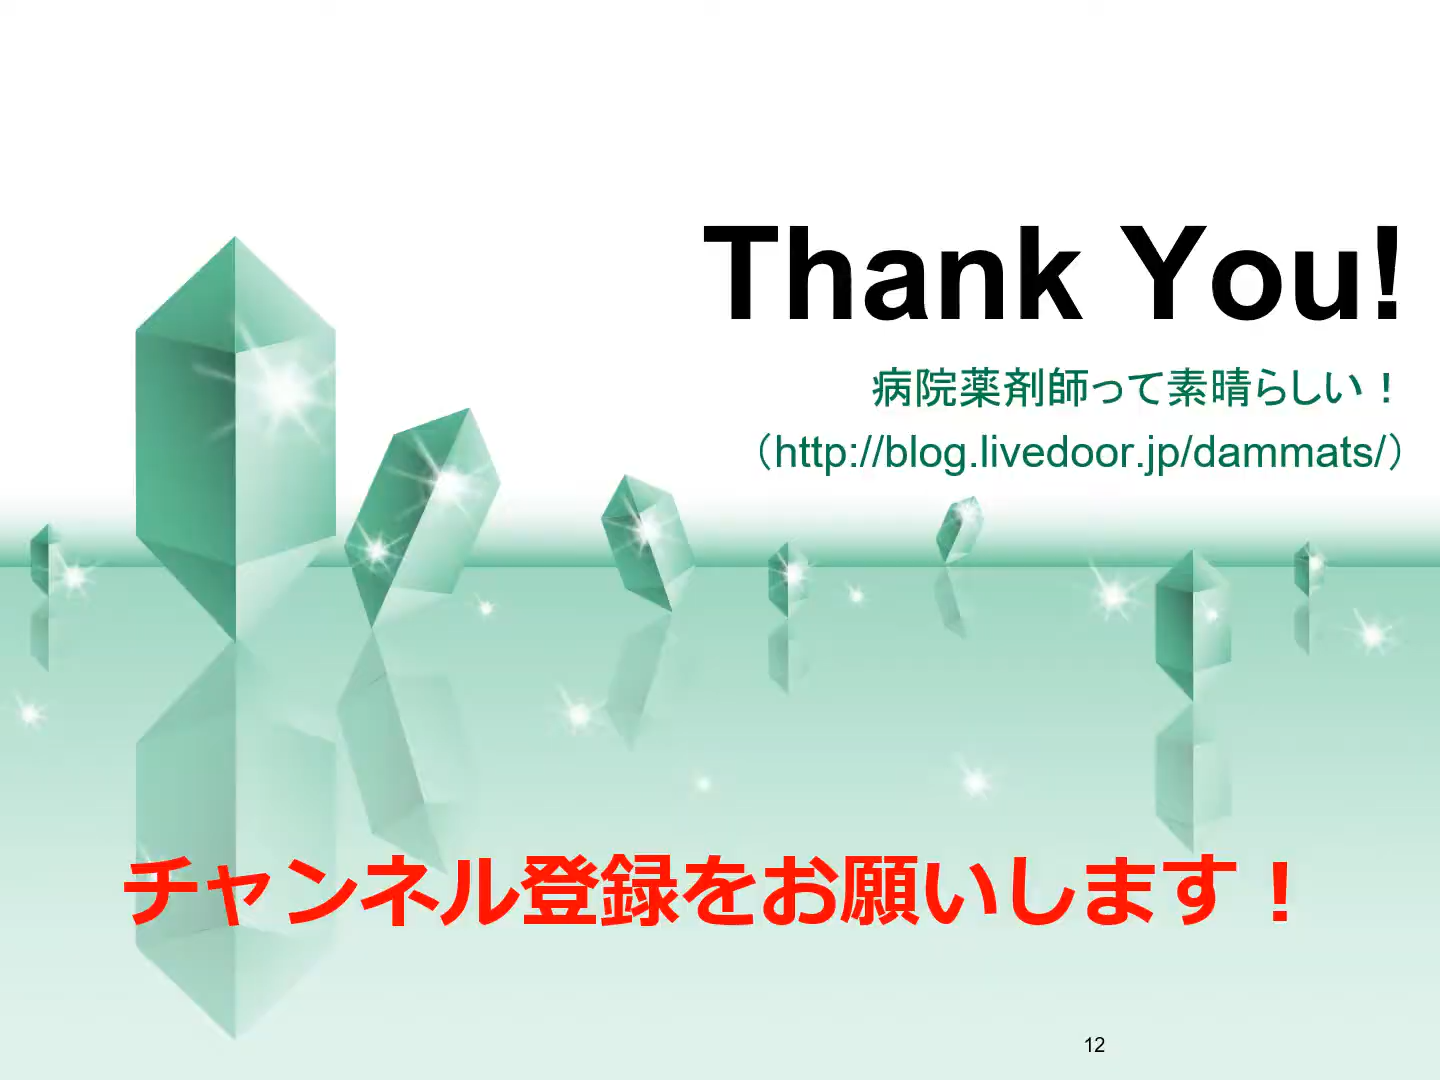 Thank You!
病院薬剤師って素晴らしい！
（http://blog.livedoor.jp/dammats/）
チャンネル登録をお願いします！
12